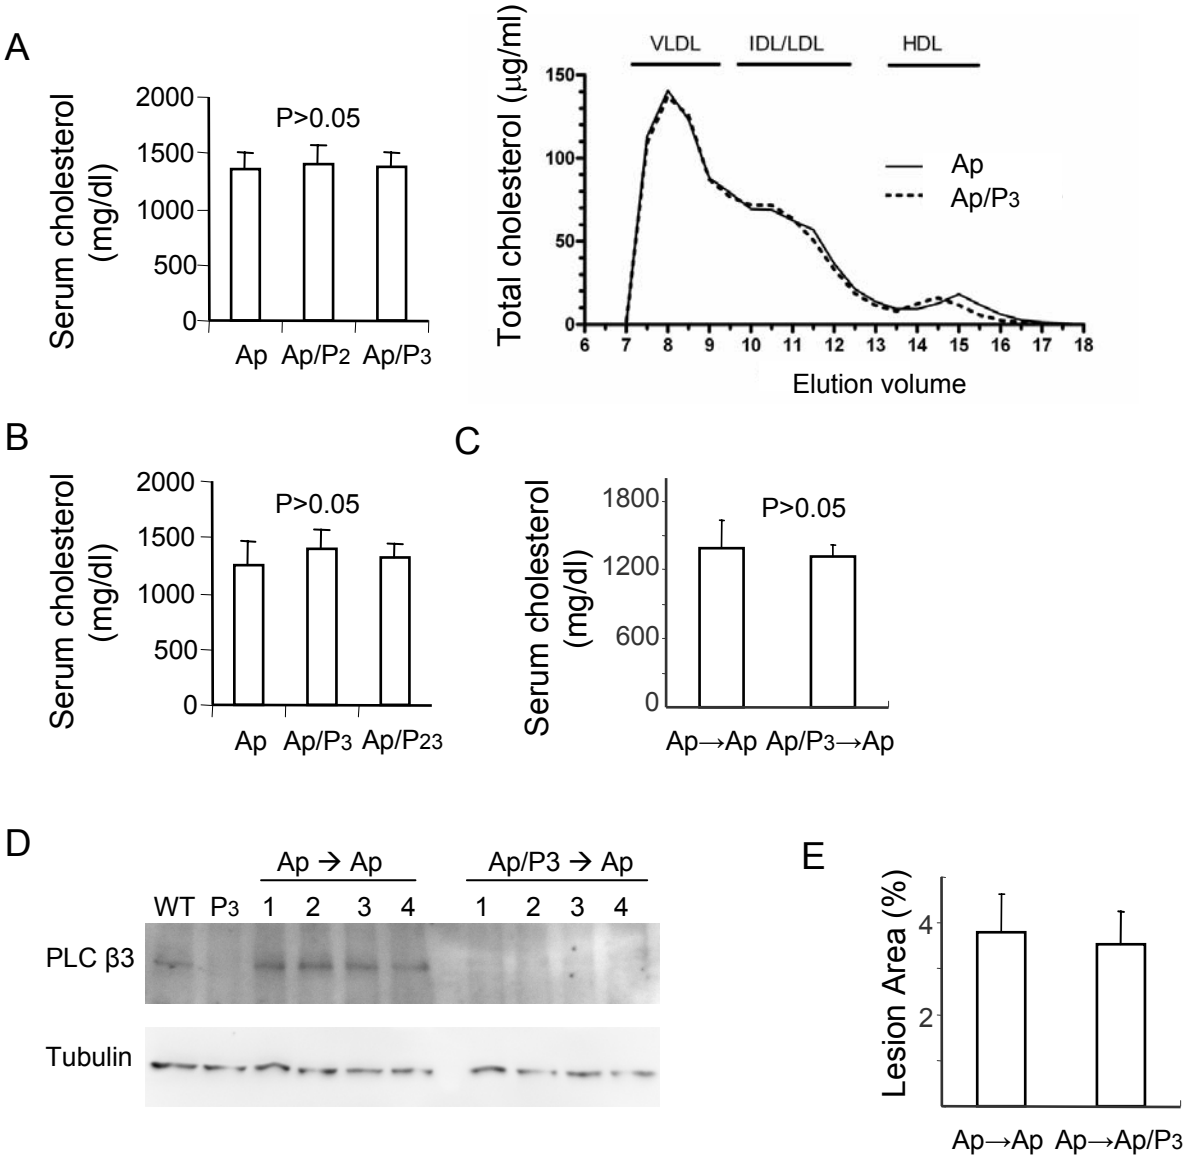 A
Serum cholesterol
(mg/dl)
2000
1500
1000
500
0
P>0.05
Ap Ap/P2 Ap/P3
Total cholesterol (μg/ml)
VLDL IDL/LDL HDL
150
100
50
0
Ap
Ap/P3
6 7 8 9 10 11 12 13 14 15 16 17 18
Elution volume
B
Serum cholesterol
(mg/dl)
2000
1500
1000
500
0
P>0.05
Ap Ap/P3 Ap/P23
C
Serum cholesterol
(mg/dl)
1800
1200
600
0
P>0.05
Ap→Ap Ap/P3→Ap
D
Ap → Ap Ap/P3 → Ap
WT P3 1 2 3 4 1 2 3 4
PLC β3
Tubulin
E
Lesion Area (%)
4
2
Ap→Ap Ap→Ap/P3